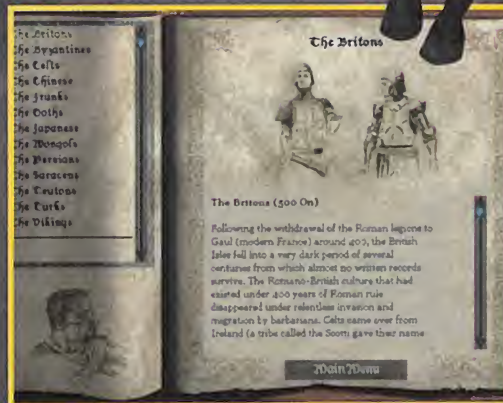 The Britons
The Byzantines
The Celts
The Chinese
The Franks
The Goths
The Japanese
The Mongols
The Persians
The Saracens
The Teutons
The Turks
The Vikings
The Britons
The Britons (500 On)
Following the withdrawal of the Roman legions to
Gaul (modern France) around 400, the British
Isles fell into a very dark period of several
centuries from which almost no written records
survive. The Romano-British culture that had
existed under 400 years of Roman rule
disappeared under relentless invasion and
migration by barbarians. Celts came over from
Ireland (a tribe called the Scotti gave their name
Main Menu